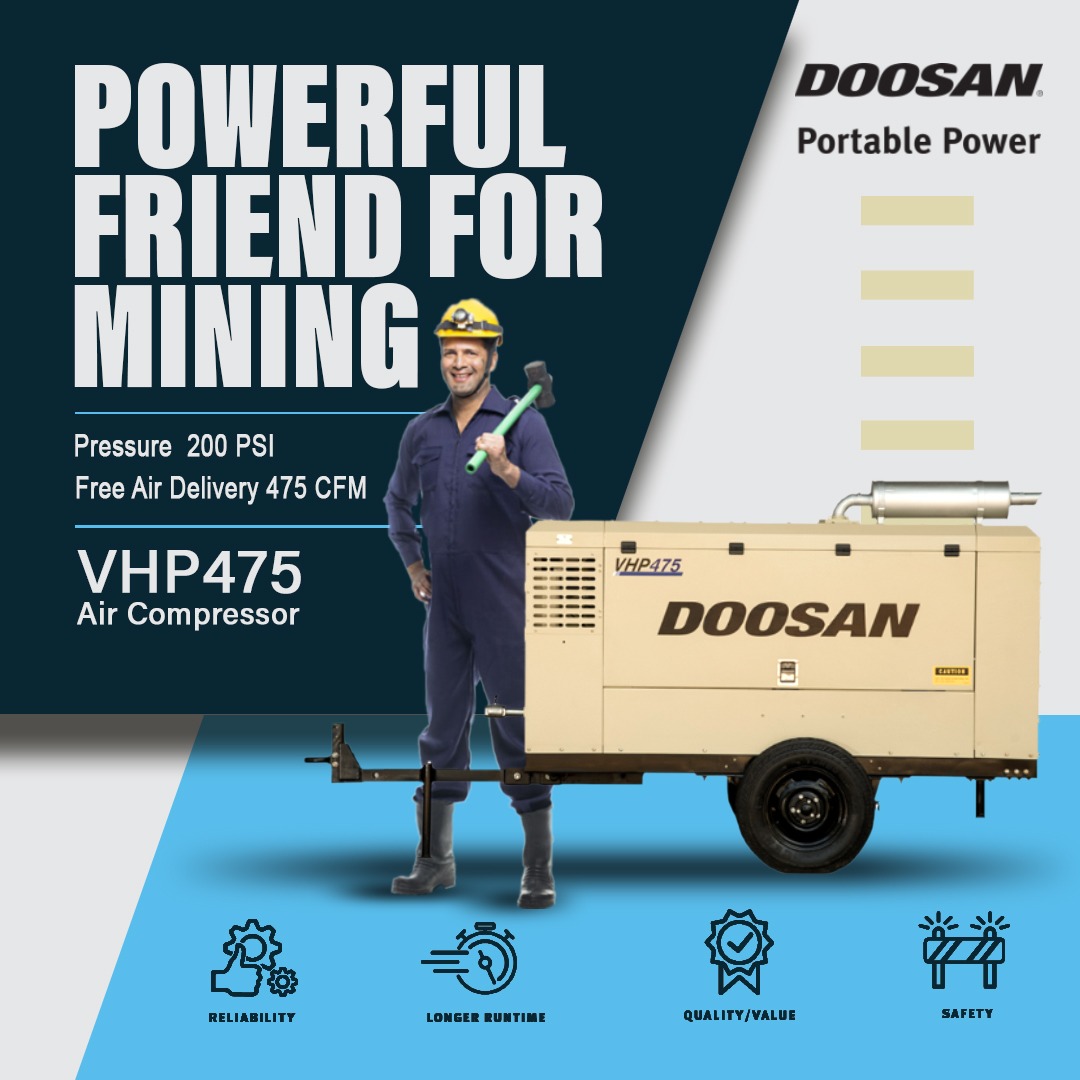 POWERFUL
FRIEND FOR
MINING
DOOSAN
Portable Power
Pressure 200 PSI
Free Air Delivery 475 CFM
VHP475
Air Compressor
VHP475
DOOSAN
CAUTION
RELIABILITY
LONGER RUNTIME
QUALITY/VALUE
SAFETY